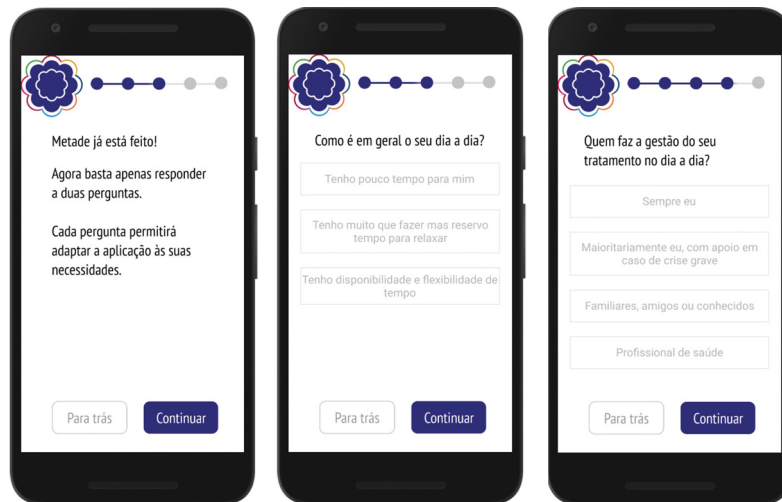 Metade já está feito!
Agora basta apenas responder
a duas perguntas.
Cada pergunta permitirá
adaptar a aplicação às suas
necessidades.
Para trás
Continuar
Como é em geral o seu dia a dia?
Tenho pouco tempo para mim
Tenho muito que fazer mas reservo
tempo para relaxar
Tenho disponibilidade e flexibilidade de
tempo
Para trás
Continuar
Quem faz a gestão do seu
tratamento no dia a dia?
Sempre eu
Maioritariamente eu, com apoio em
caso de crise grave
Familiares, amigos ou conhecidos
Profissional de saúde
Para trás
Continuar